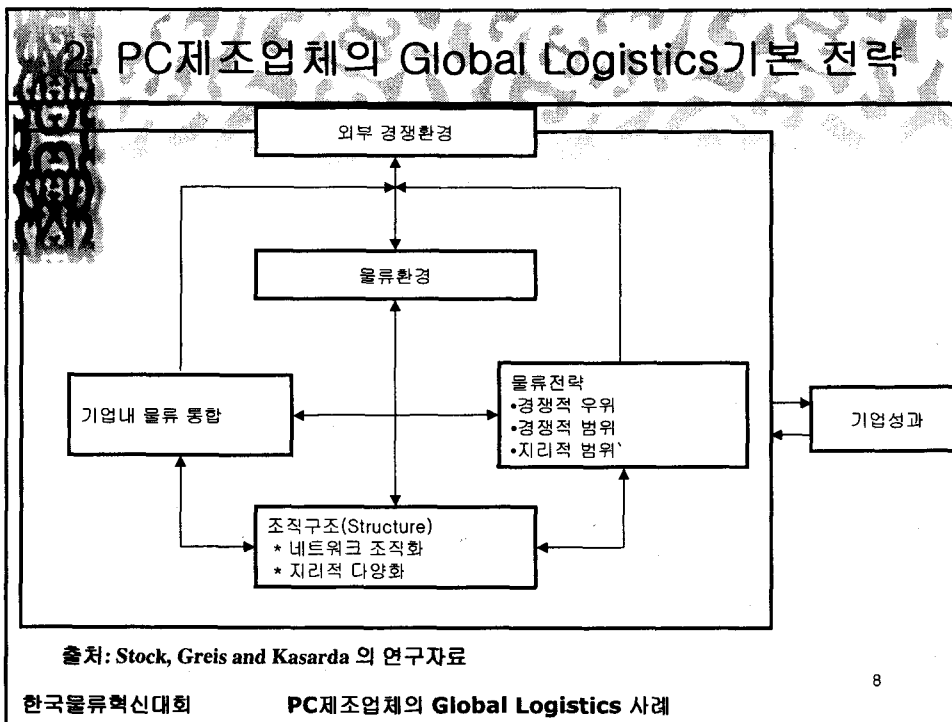 2. PC제조업체의 Global Logistics기본 전략
외부 경쟁환경
물류환경
기업내 물류 통합
물류전략
•경쟁적 우위
•경쟁적 범위
•지리적 범위`
기업성과
조직구조(Structure)
* 네트워크 조직화
* 지리적 다양화
출처: Stock, Greis and Kasarda 의 연구자료
8
한국물류혁신대회 PC제조업체의 Global Logistics 사례